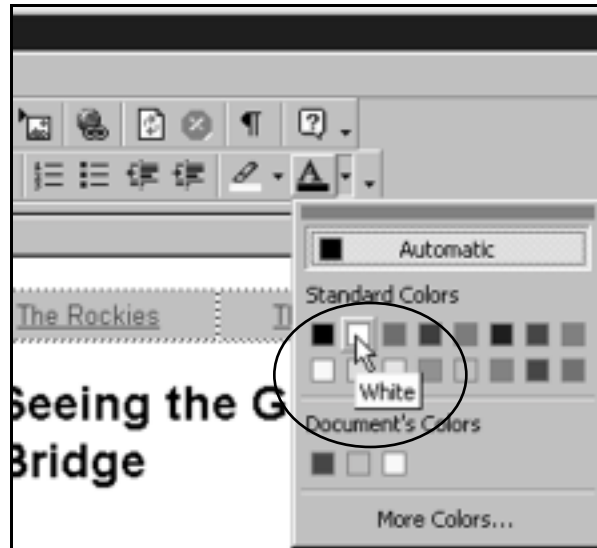 Automatic
Standard Colors
The Rockies
White
Seeing the G
Bridge
Document's Colors
More Colors...